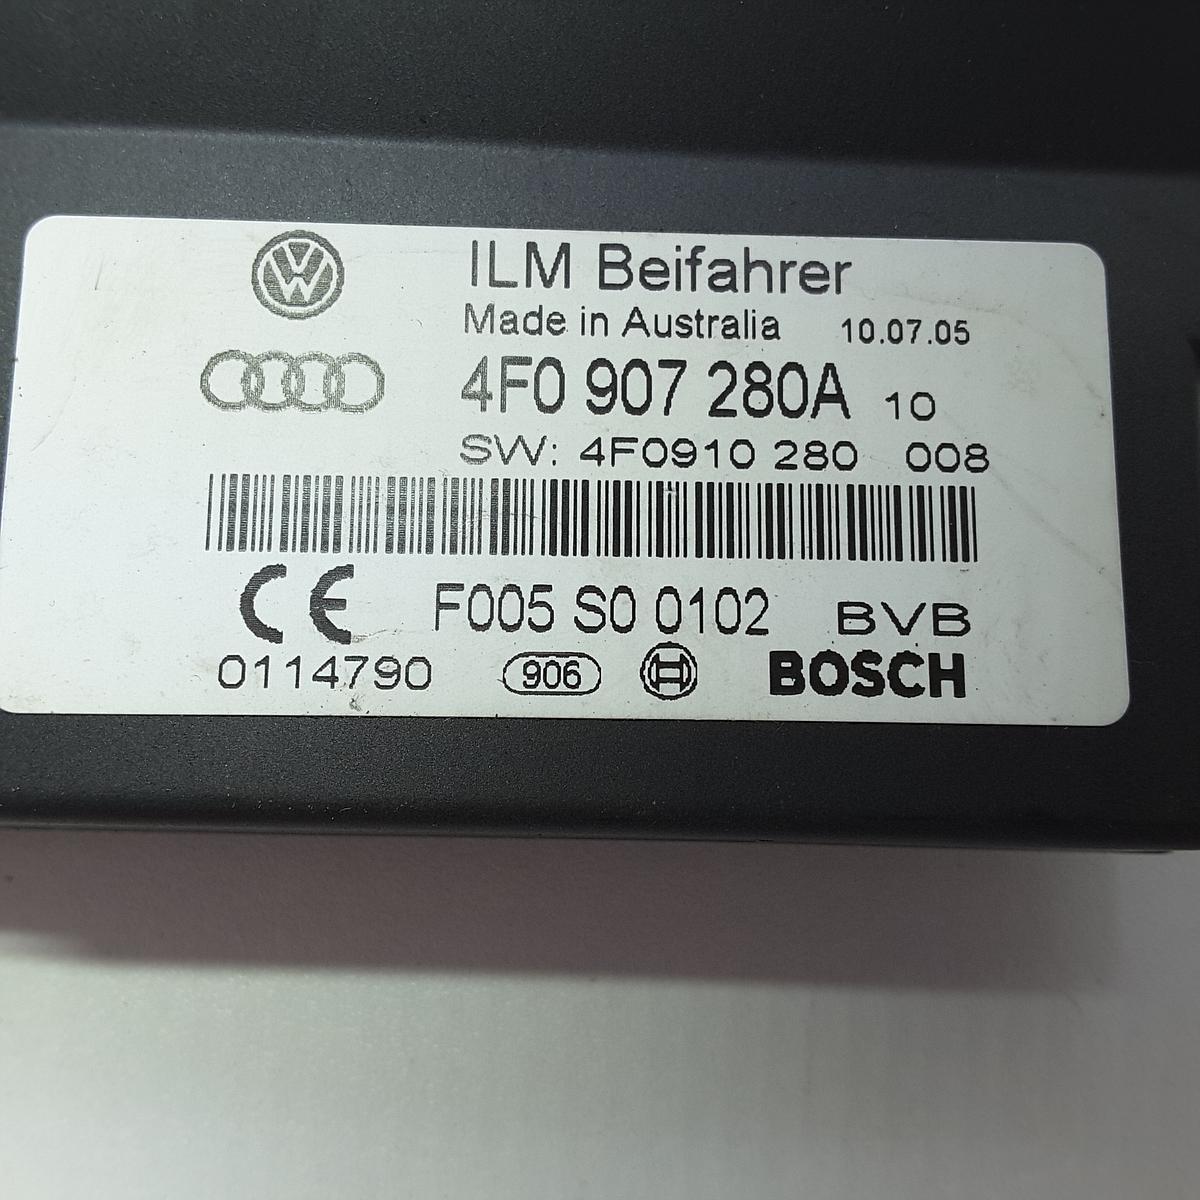 ILM Beifahrer
Made in Australia 10.07.05
4F0 907 280A 10
SW: 4F0910 280 008
CE F005 S0 0102 BVB
0114790 906 BOSCH